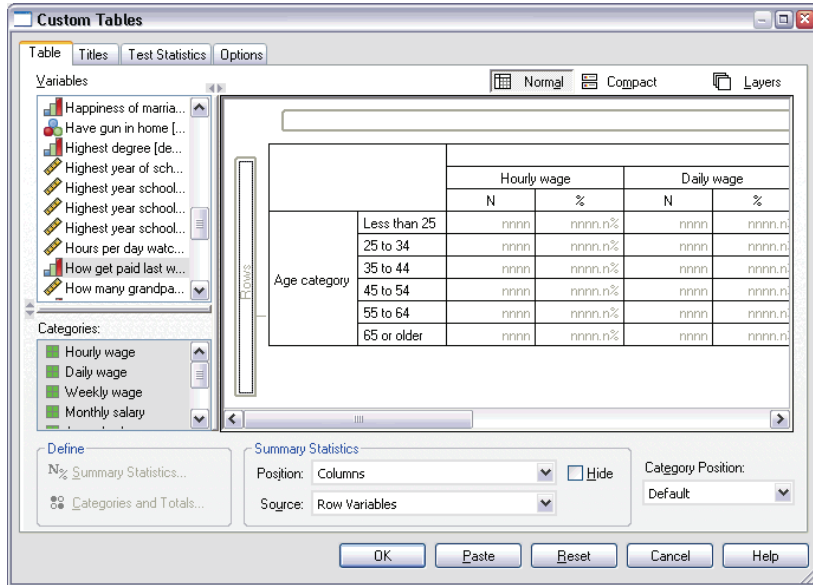 Custom Tables
Table Titles Test Statistics Options
Variables
Normal Compact Layers
Happiness of marria...
Have gun in home [...
Highest degree [de...
Highest year of sch...
Highest year school...
Highest year school...
Highest year school...
Hours per day watc...
How get paid last w...
How many grandpa...
Categories:
Hourly wage
Daily wage
Weekly wage
Monthly salary
Rows
Hourly wage Daily wage
N % N %
Age category
Less than 25 nnnn nnnn.n% nnnn nnnn.n%
25 to 34 nnnn nnnn.n% nnnn nnnn.n%
35 to 44 nnnn nnnn.n% nnnn nnnn.n%
45 to 54 nnnn nnnn.n% nnnn nnnn.n%
55 to 64 nnnn nnnn.n% nnnn nnnn.n%
65 or older nnnn nnnn.n% nnnn nnnn.n%
Define
N% Summary Statistics...
Categories and Totals...
Summary Statistics
Position: Columns Hide
Source: Row Variables
Category Position:
Default
OK Paste Reset Cancel Help